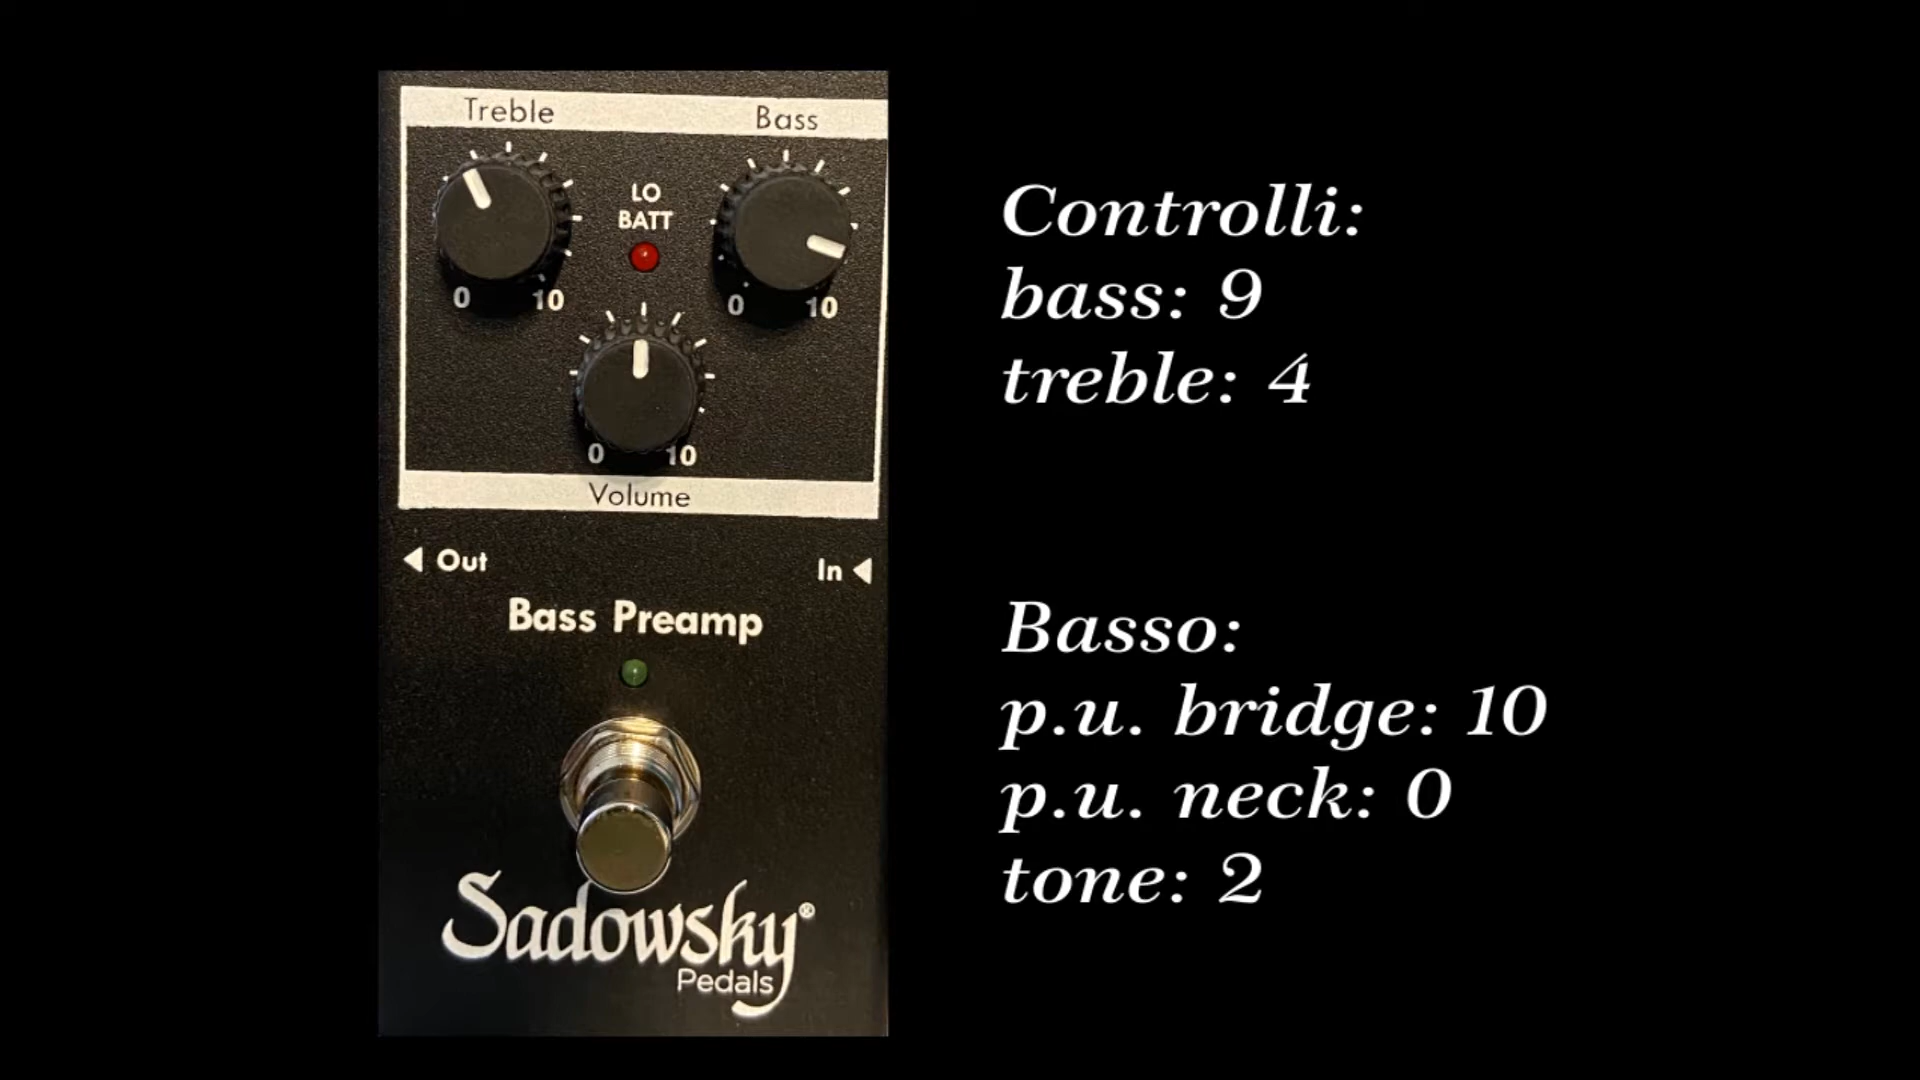 Treble Bass
LO
BATT
0 10 0 10
0 10
Volume
Out In
Bass Preamp
Sadowsky®
Pedals
Controlli:
bass: 9
treble: 4
Basso:
p.u. bridge: 10
p.u. neck: 0
tone: 2